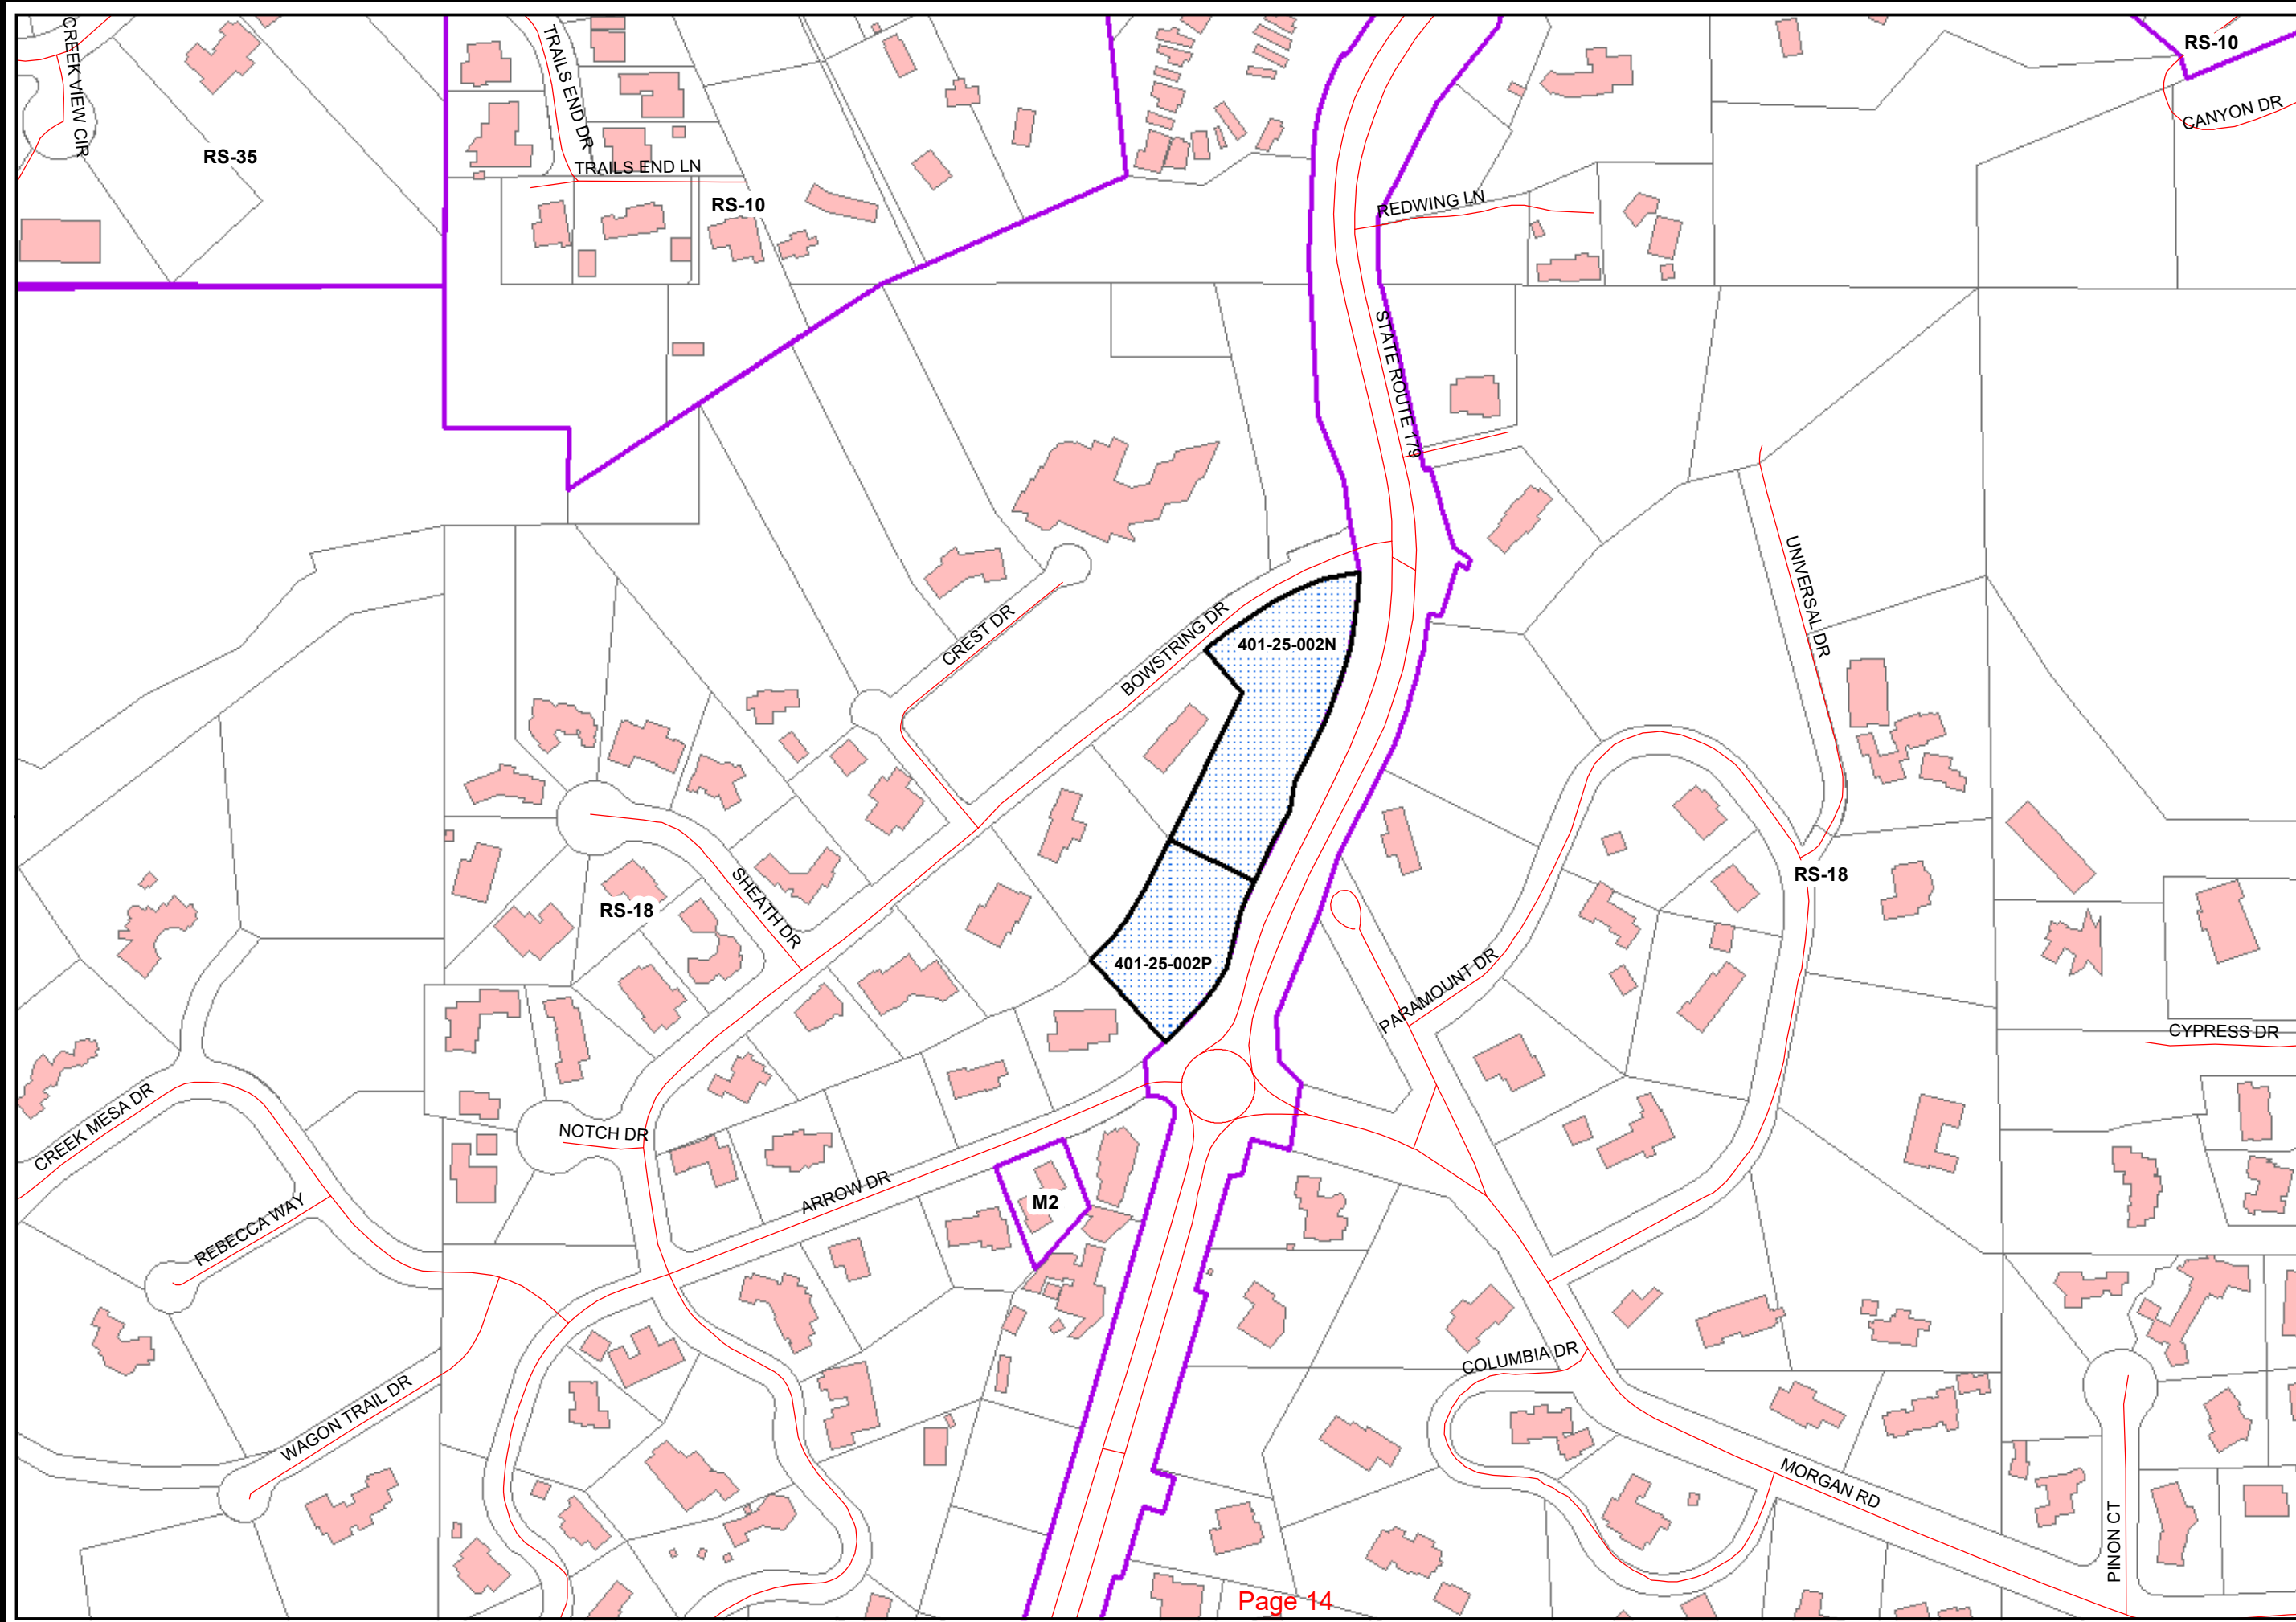 RS-10
CREEK VIEW CIR
TRAILS END DR
CANYON DR
RS-35
TRAILS END LN
RS-10
REDWING LN
STATE ROUTE 179
UNIVERSAL DR
CREST DR
BOWSTRING DR
401-25-002N
RS-18
SHEATH DR
RS-18
401-25-002P
PARAMOUNT DR
CYPRESS DR
CREEK MESA DR
NOTCH DR
ARROW DR
M2
REBECCA WAY
COLUMBIA DR
WAGON TRAIL DR
MORGAN RD
PINON CT
Page 14